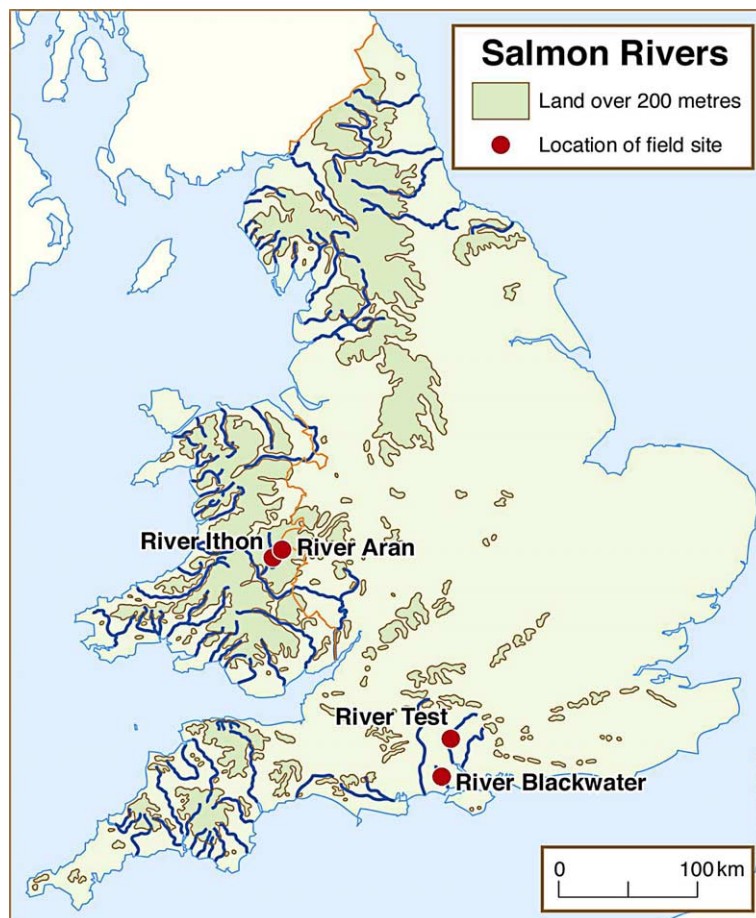 Salmon Rivers
Land over 200 metres
Location of field site
River Ithon
River Aran
River Test
River Blackwater
0 100 km